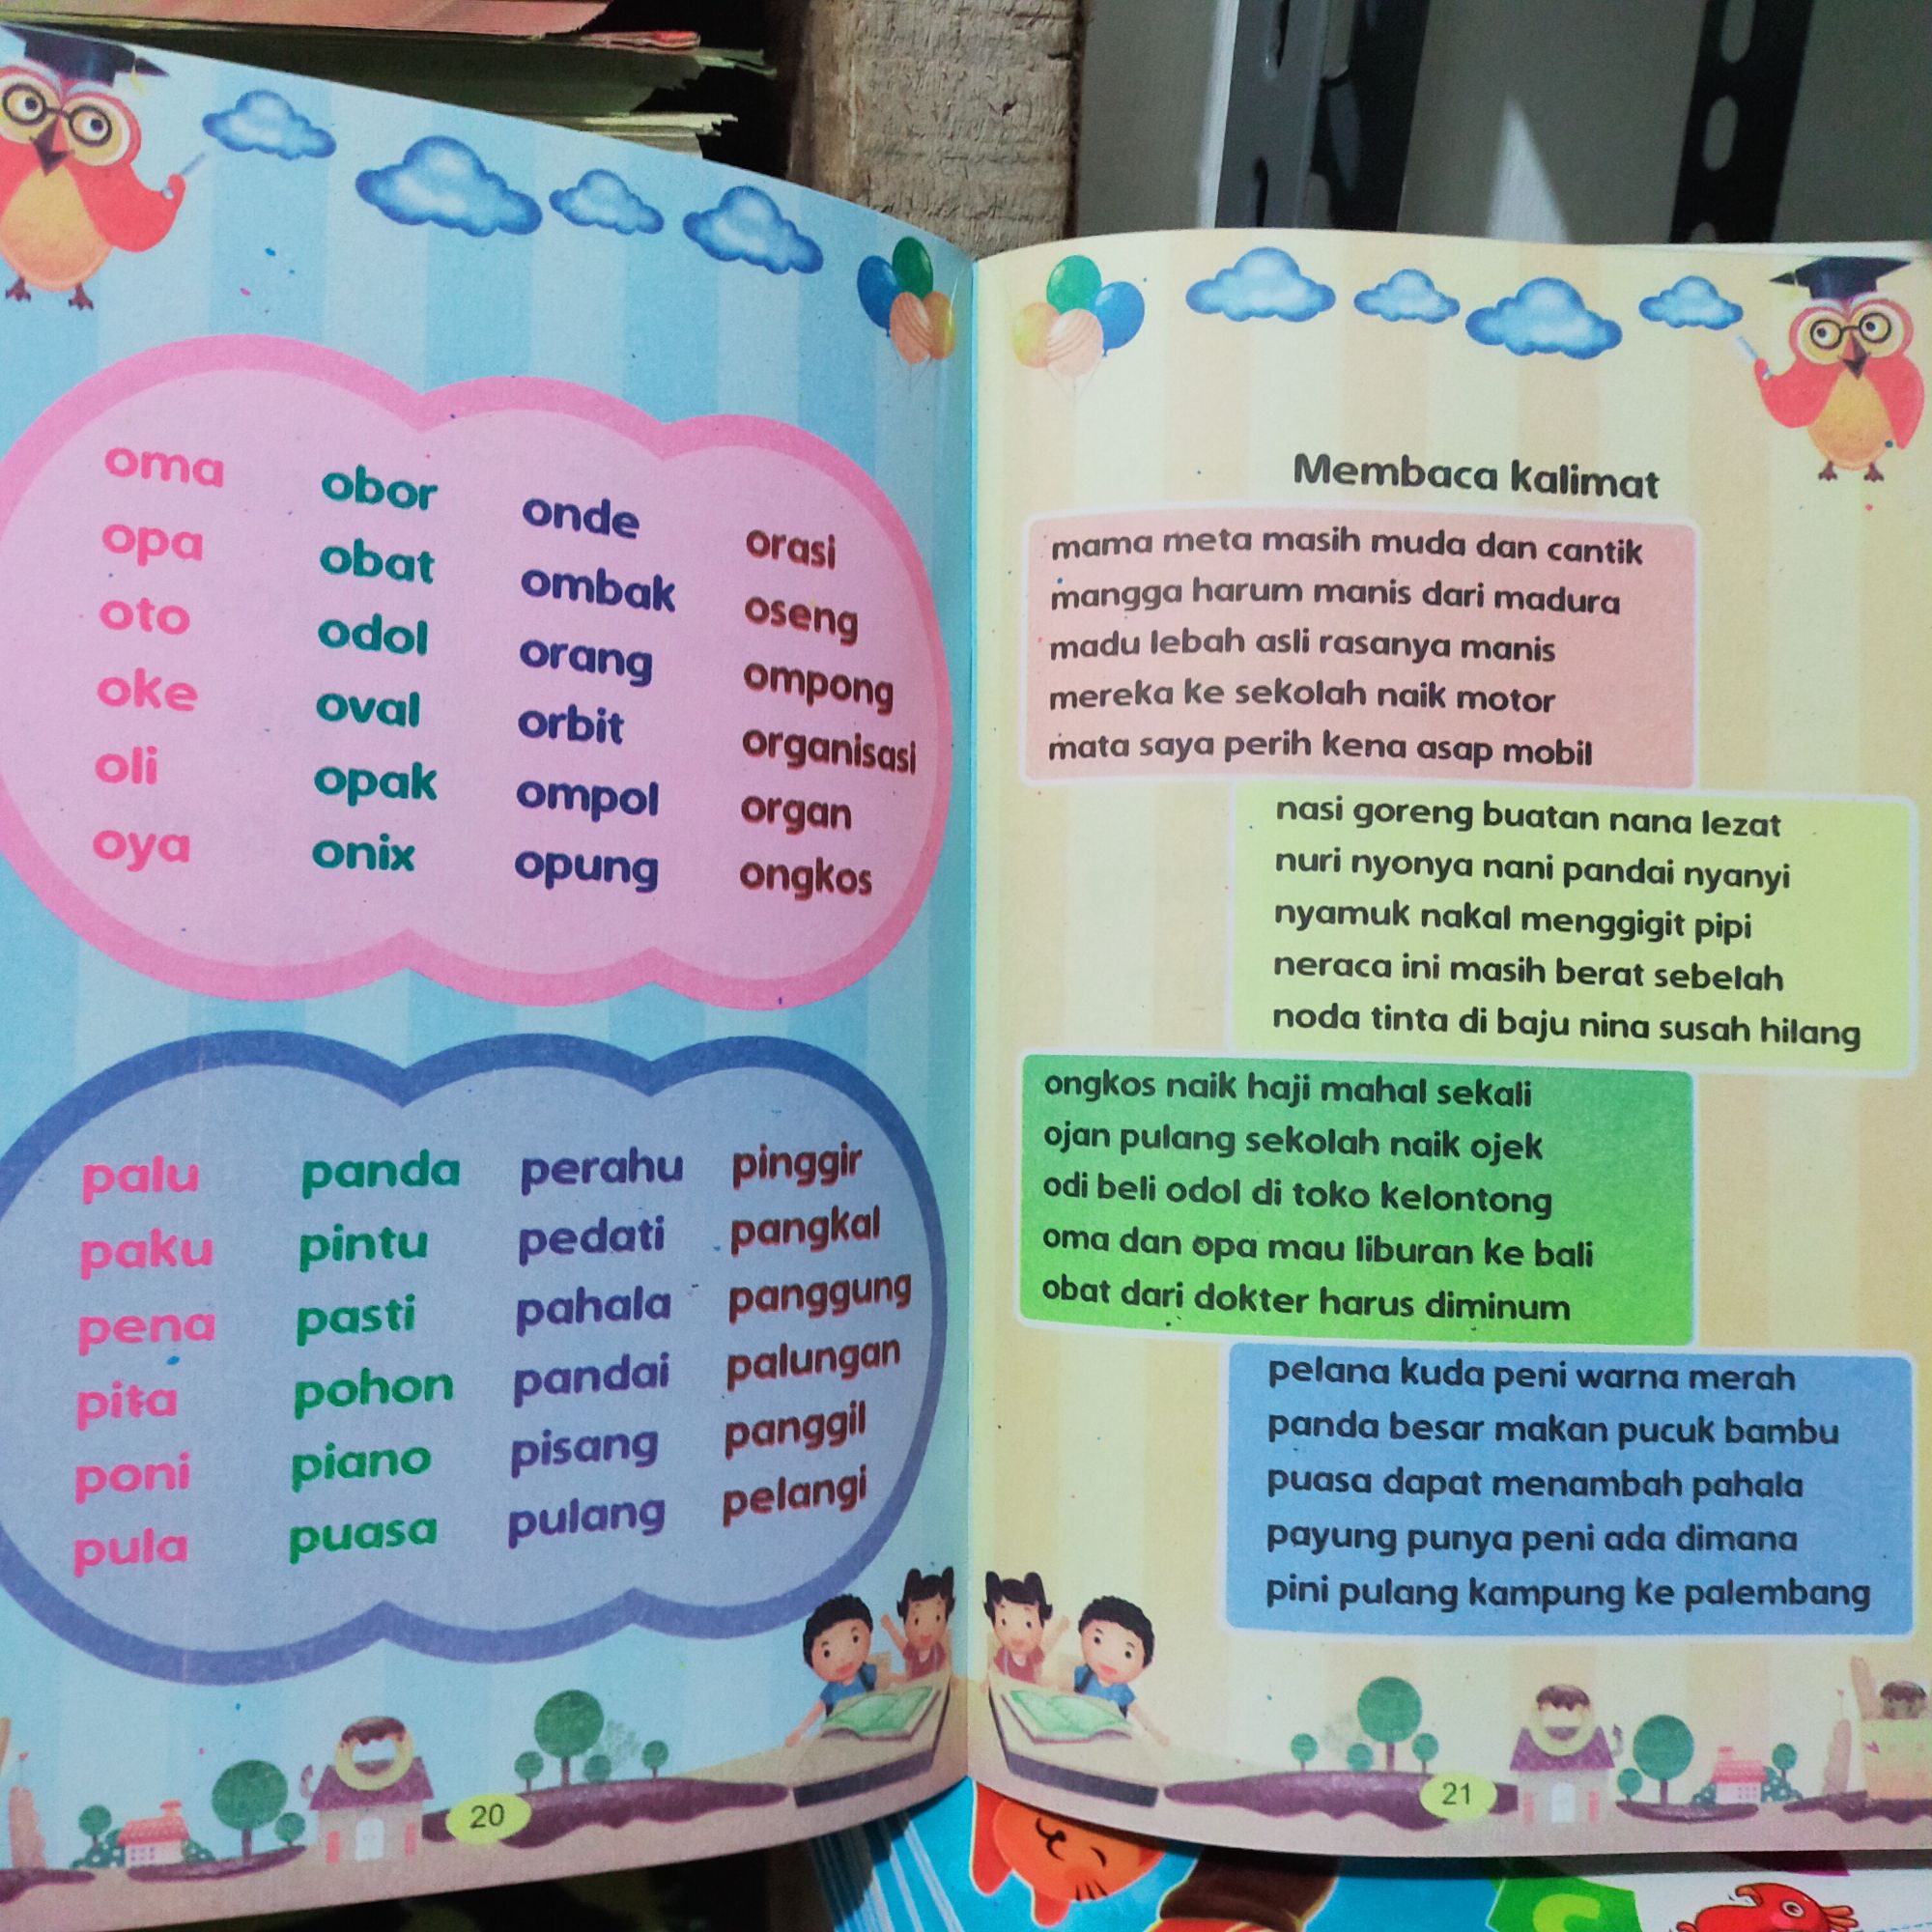 oma obor onde orasi
opa obat ombak oseng
oto odol orang ompong
oke oval orbit organisasi
oli opak ompol organ
oya onix opung ongkos
palu panda perahu pinggir
paku pintu pedati pangkal
pena pasti pahala panggung
pita pohon pandai palungan
poni piano pisang panggil
pula puasa pulang pelangi
20
Membaca kalimat
mama meta masih muda dan cantik
mangga harum manis dari madura
madu lebah asli rasanya manis
mereka ke sekolah naik motor
mata saya perih kena asap mobil
nasi goreng buatan nana lezat
nuri nyonya nani pandai nyanyi
nyamuk nakal menggigit pipi
neraca ini masih berat sebelah
noda tinta di baju nina susah hilang
ongkos naik haji mahal sekali
ojan pulang sekolah naik ojek
odi beli odol di toko kelontong
oma dan opa mau liburan ke bali
obat dari dokter harus diminum
pelana kuda peni warna merah
panda besar makan pucuk bambu
puasa dapat menambah pahala
payung punya peni ada dimana
pini pulang kampung ke palembang
21